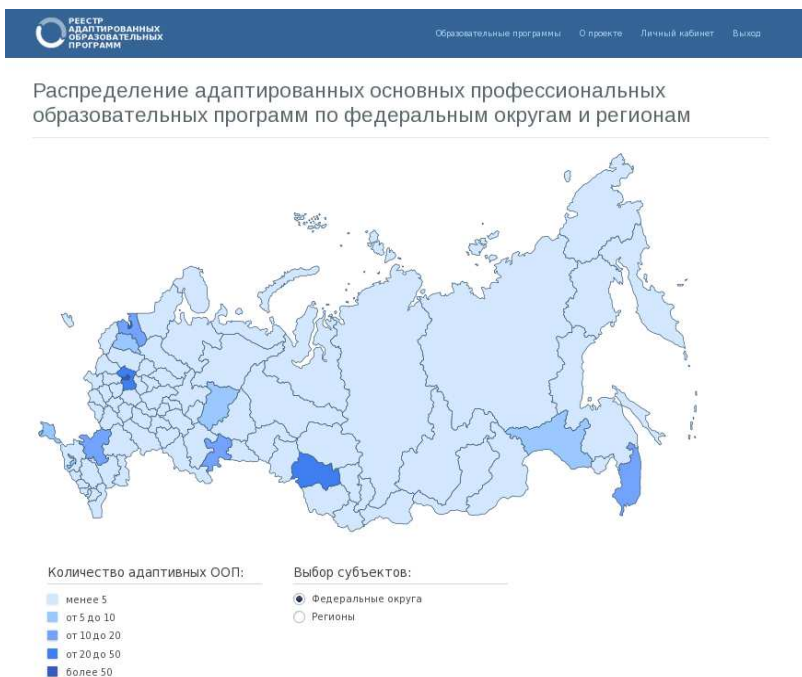 РЕЕСТР
АДАПТИРОВАННЫХ
ОБРАЗОВАТЕЛЬНЫХ
ПРОГРАММ
Образовательные программы О проекте Личный кабинет Выход
Распределение адаптированных основных профессиональных
образовательных программ по федеральным округам и регионам
Количество адаптивных ООП:
менее 5
от 5 до 10
от 10 до 20
от 20 до 50
более 50
Выбор субъектов:
Федеральные округа
Регионы